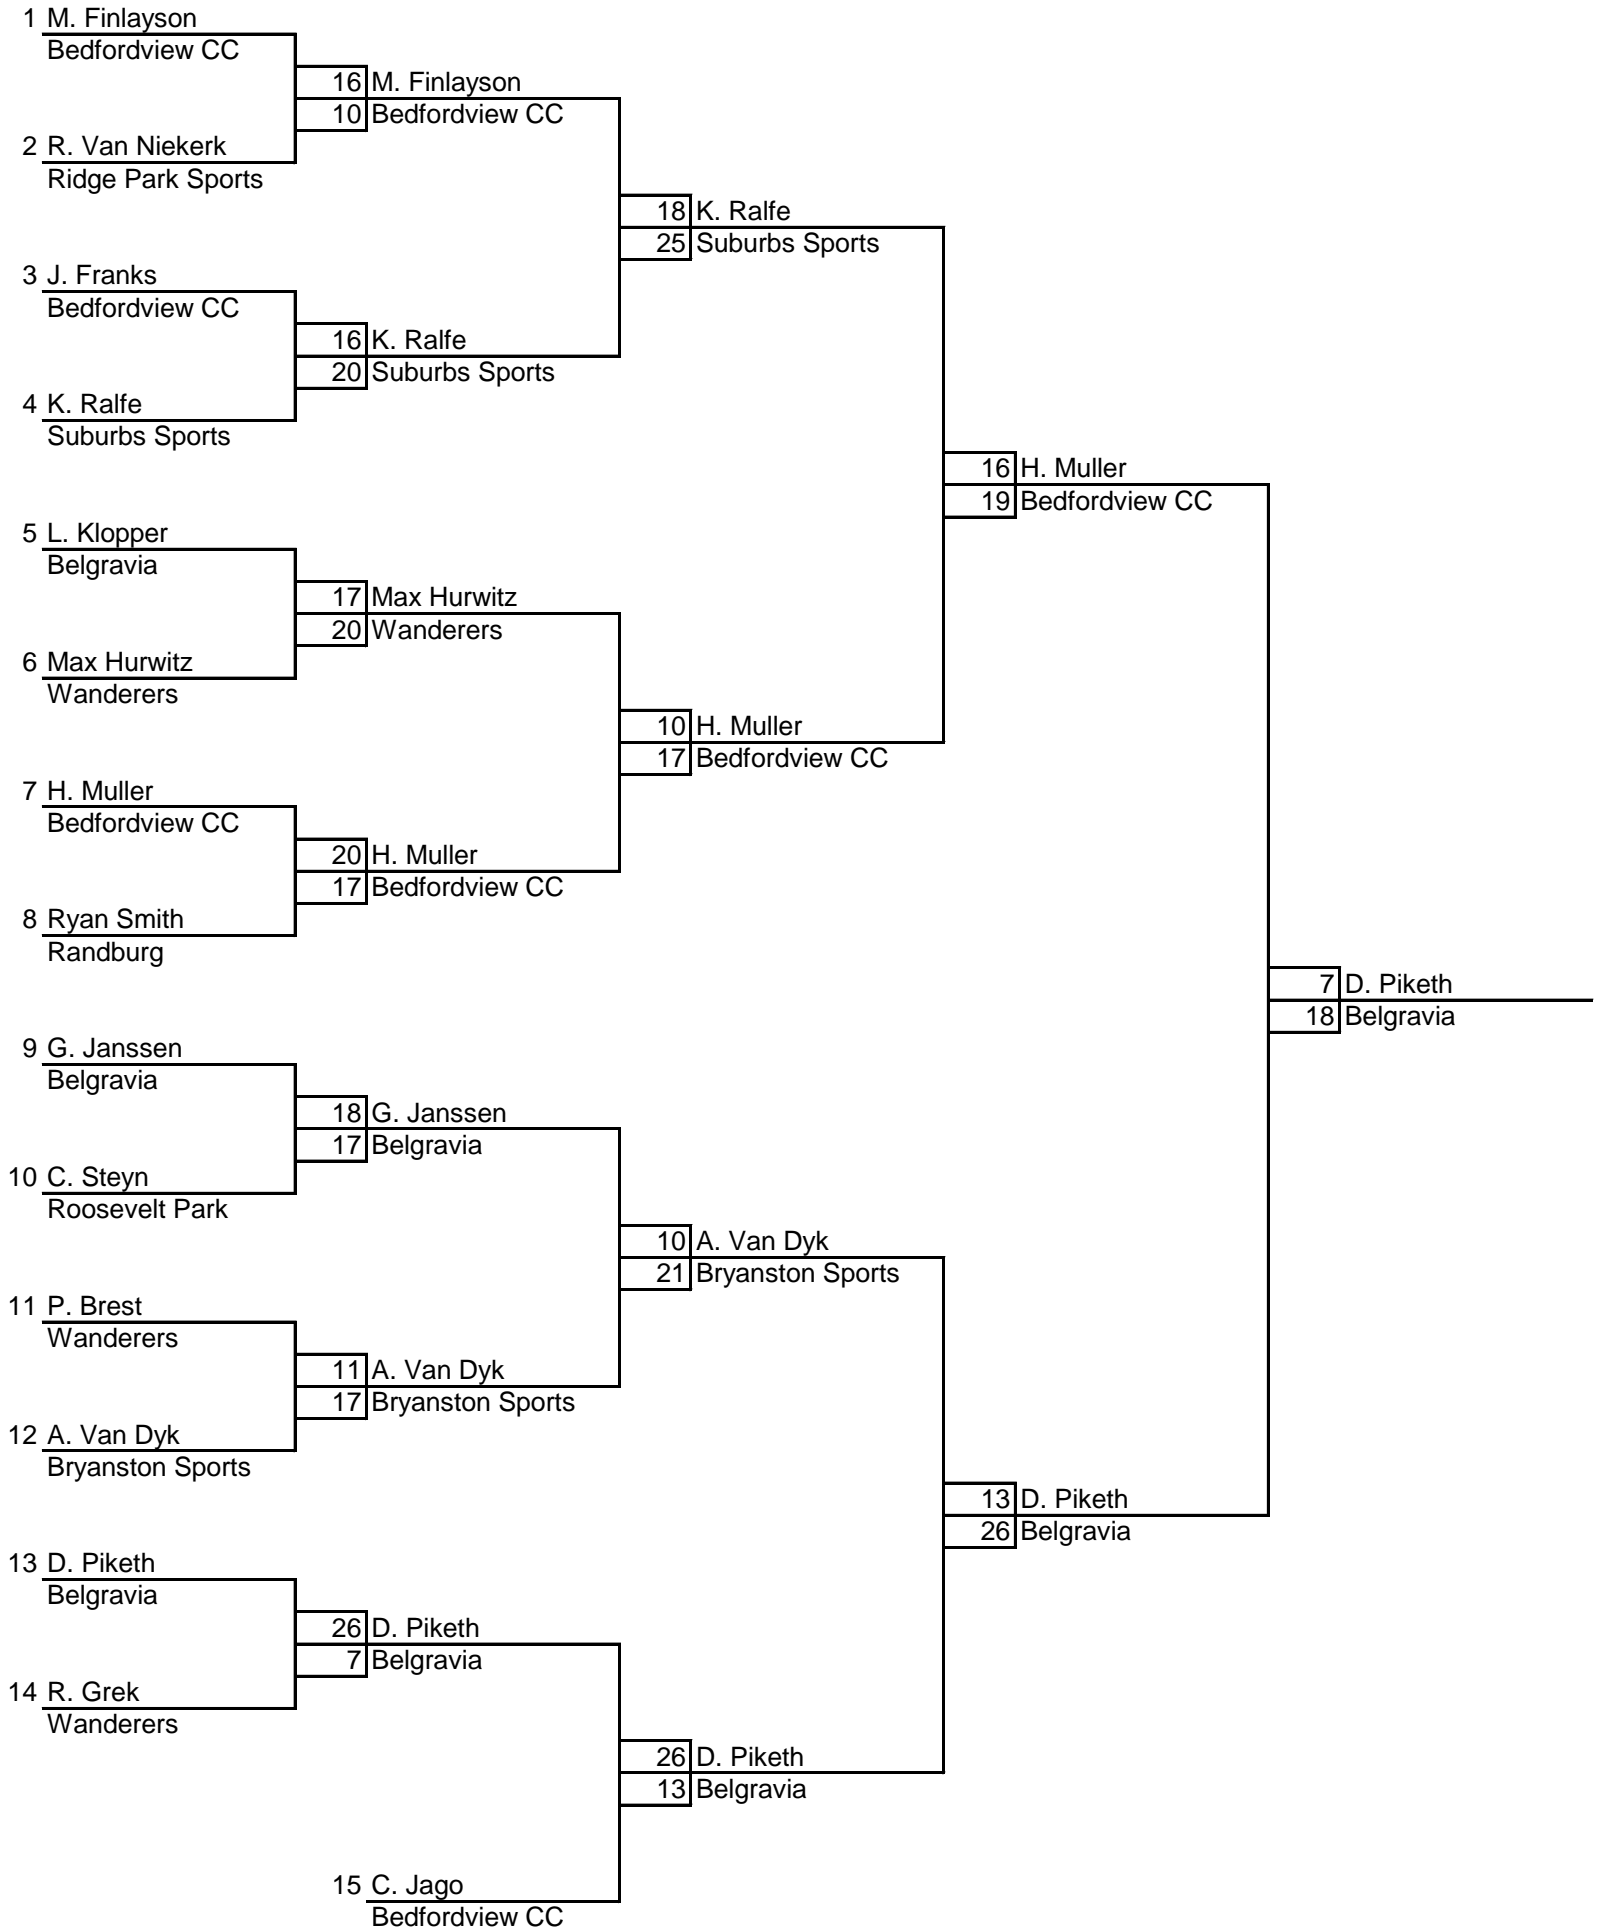 1 M. Finlayson
Bedfordview CC
16 M. Finlayson
10 Bedfordview CC
2 R. Van Niekerk
Ridge Park Sports
18 K. Ralfe
25 Suburbs Sports
3 J. Franks
Bedfordview CC
16 K. Ralfe
20 Suburbs Sports
4 K. Ralfe
Suburbs Sports
16 H. Muller
19 Bedfordview CC
5 L. Klopper
Belgravia
17 Max Hurwitz
20 Wanderers
6 Max Hurwitz
Wanderers
10 H. Muller
17 Bedfordview CC
7 H. Muller
Bedfordview CC
20 H. Muller
17 Bedfordview CC
8 Ryan Smith
Randburg
7 D. Piketh
18 Belgravia
9 G. Janssen
Belgravia
18 G. Janssen
17 Belgravia
10 C. Steyn
Roosevelt Park
10 A. Van Dyk
21 Bryanston Sports
11 P. Brest
Wanderers
11 A. Van Dyk
17 Bryanston Sports
12 A. Van Dyk
Bryanston Sports
13 D. Piketh
26 Belgravia
13 D. Piketh
Belgravia
26 D. Piketh
7 Belgravia
14 R. Grek
Wanderers
26 D. Piketh
13 Belgravia
15 C. Jago
Bedfordview CC